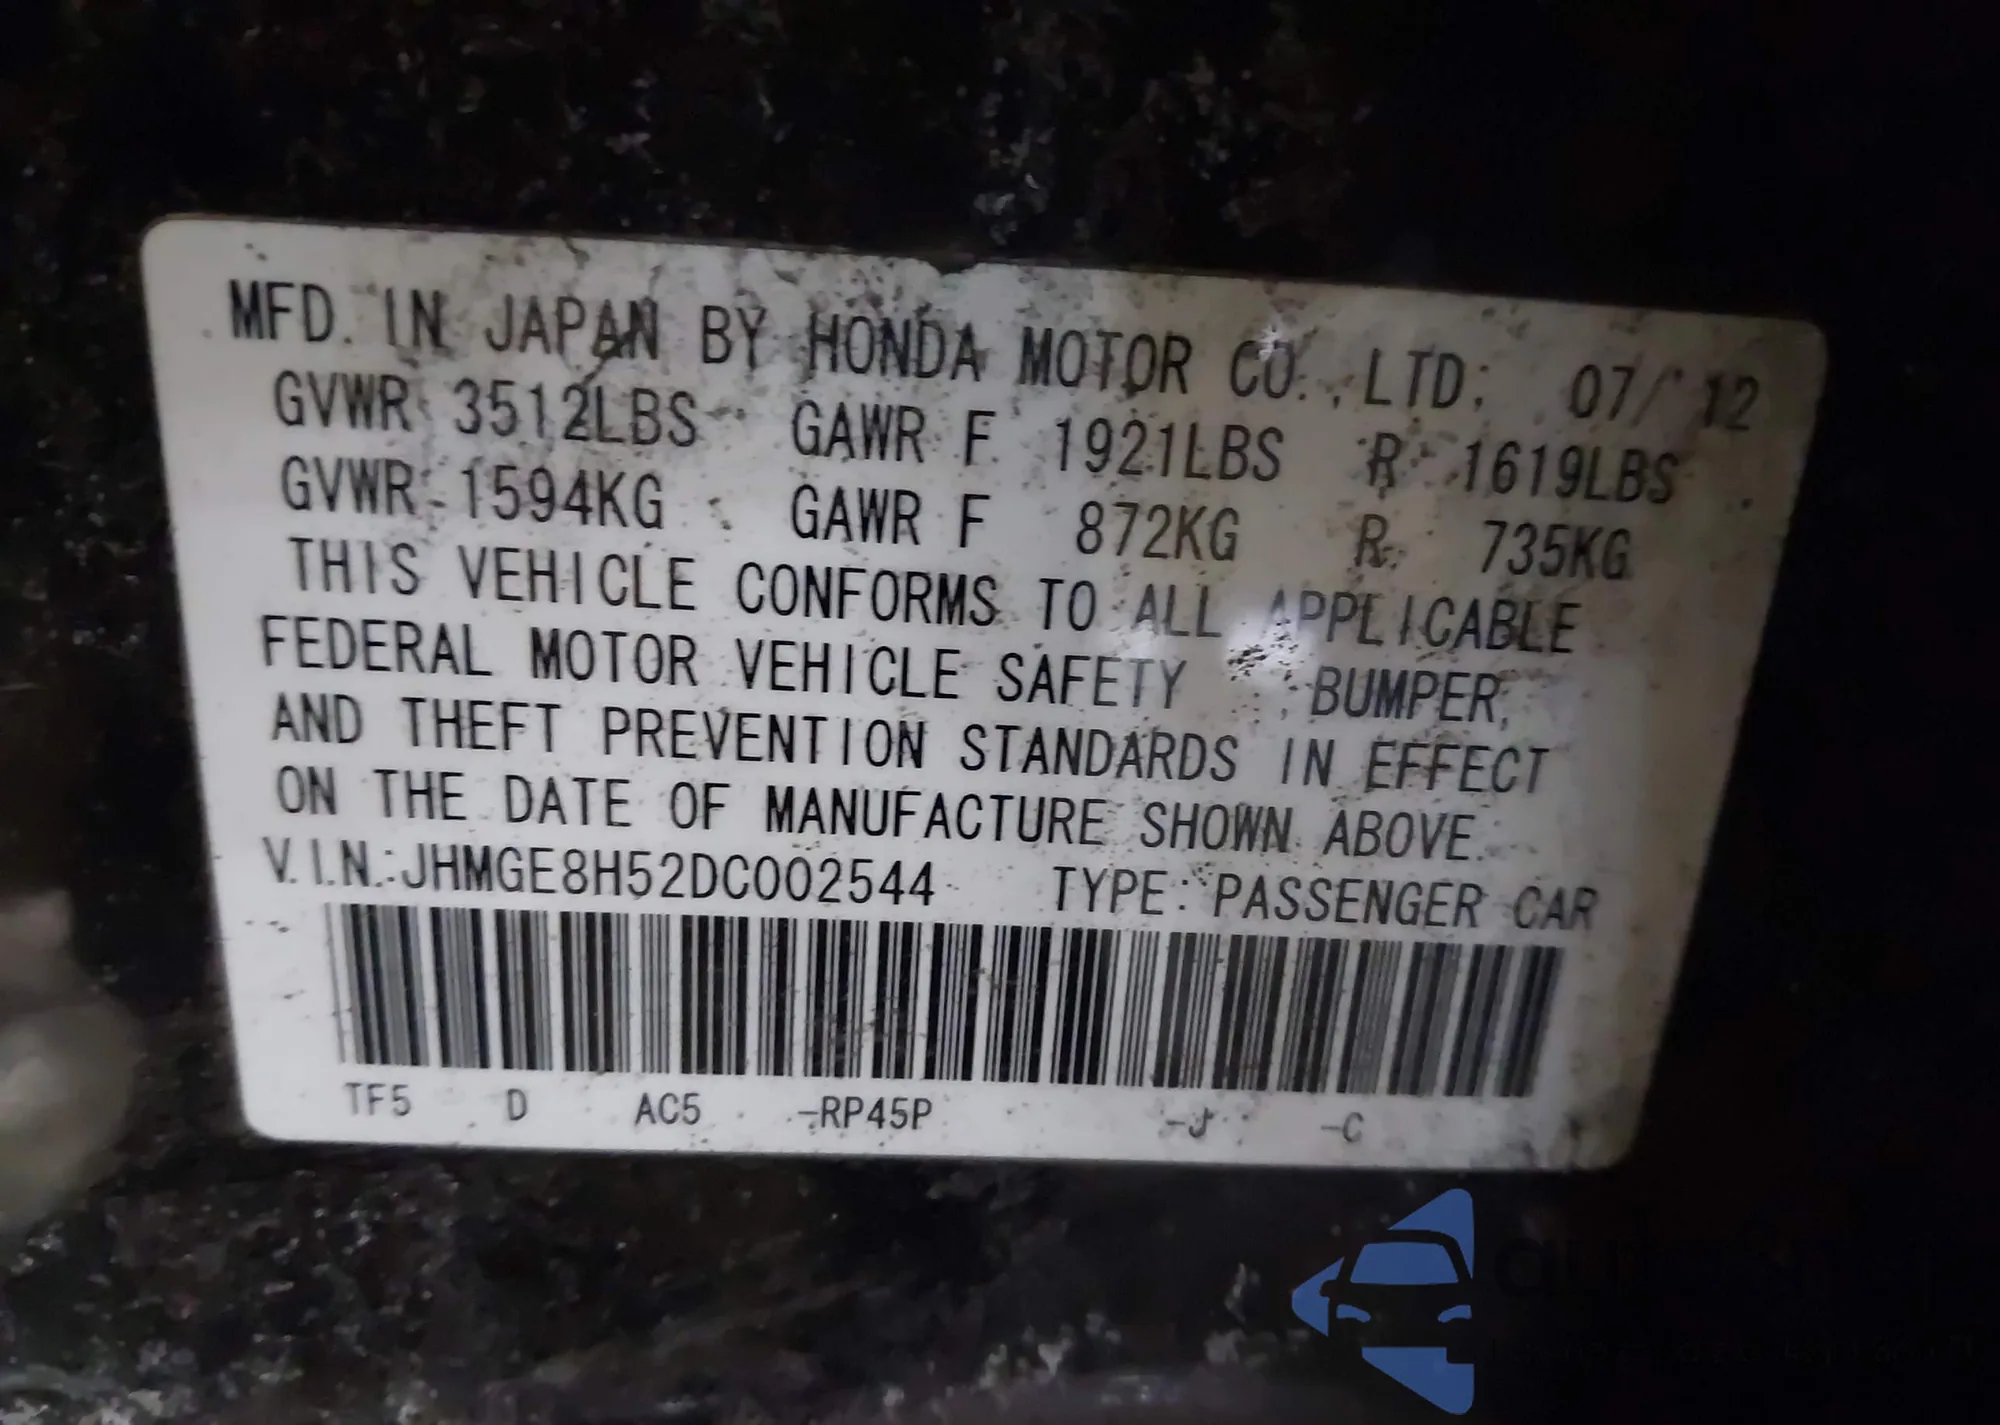 MFD. IN JAPAN BY HONDA MOTOR CO., LTD. 07/12
GVWR 3512LBS GAWR F 1921LBS R 1619LBS
GVWR 1594KG GAWR F 872KG R 735KG
THIS VEHICLE CONFORMS TO ALL APPLICABLE
FEDERAL MOTOR VEHICLE SAFETY , BUMPER,
AND THEFT PREVENTION STANDARDS IN EFFECT
ON THE DATE OF MANUFACTURE SHOWN ABOVE.
V.I.N.:JHMGE8H52DC002544 TYPE: PASSENGER CAR
TF5 D AC5 -RP45P -J -C